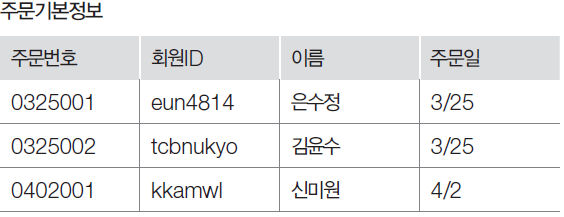 주문기본정보
주문번호 회원ID 이름 주문일
0325001 eun4814 은수정 3/25
0325002 tcbnukyo 김윤수 3/25
0402001 kkamwl 신미원 4/2